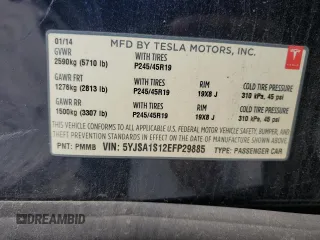 01/14 MFD BY TESLA MOTORS, INC.
GVWR WITH TIRES
2590kg (5710 lb) P245/45R19
GAWR FRT WITH TIRES RIM COLD TIRE PRESSURE
1276kg (2813 lb) P245/45R19 19X8 J 310 kPa, 45 psi
GAWR RR WITH TIRES RIM COLD TIRE PRESSURE
1500kg (3307 lb) P245/45R19 19X8 J 310 kPa, 45 psi
THIS VEHICLE CONFORMS TO ALL APPLICABLE FEDERAL MOTOR VEHICLE
SAFETY, BUMPER, AND THEFT PREVENTION STANDARDS IN EFFECT ON THE DATE OF
MANUFACTURE SHOWN ABOVE.
PNT: PMMB VIN: 5YJSA1S12EFP29885 TYPE: PASSENGER CAR
TESLA
DREAMBID